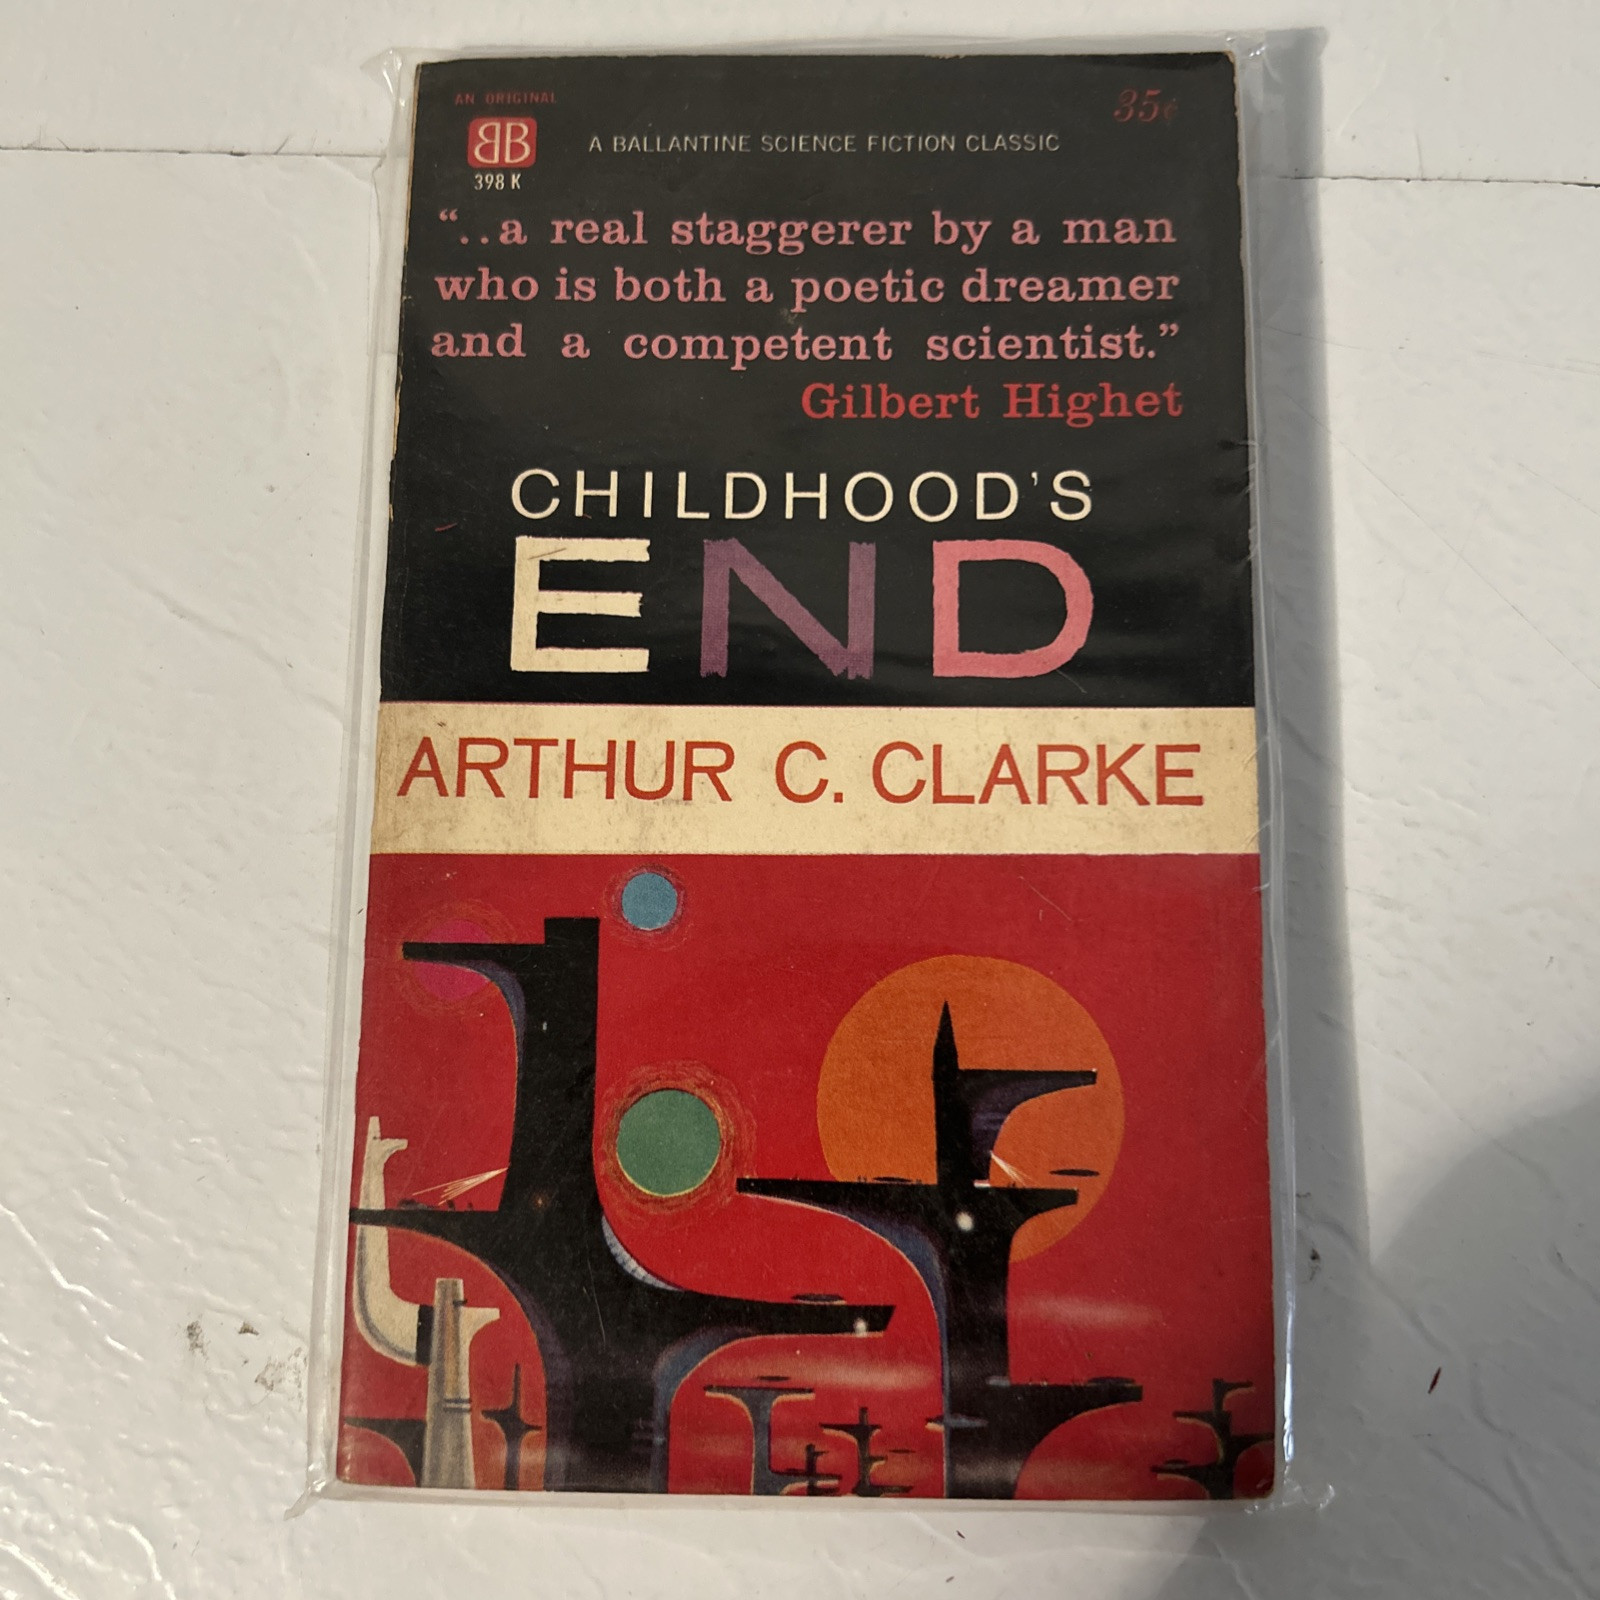 AN ORIGINAL
35¢
BB
A BALLANTINE SCIENCE FICTION CLASSIC
398 K
“..a real staggerer by a man
who is both a poetic dreamer
and a competent scientist.”
Gilbert Highet
CHILDHOOD'S
END
ARTHUR C. CLARKE